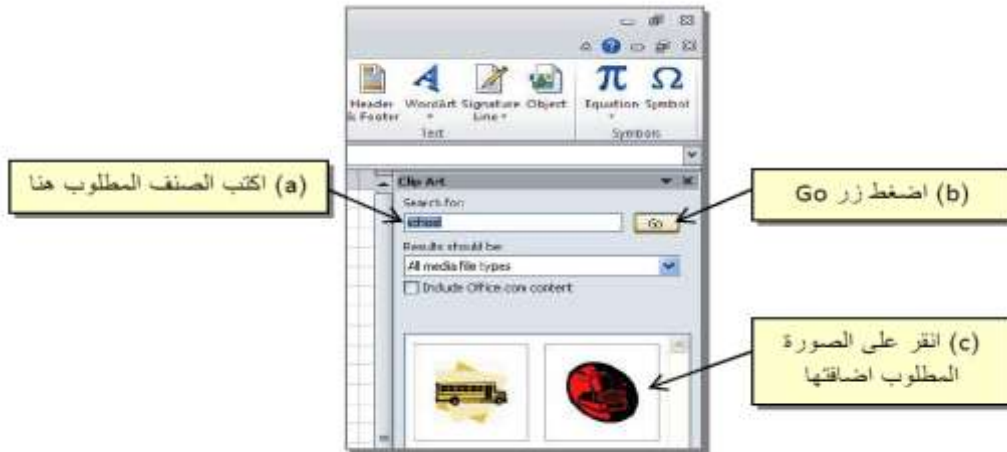 Header & Footer
WordArt
Signature Line
Object
Equation
Symbol
Text
Symbols
(a) اكتب الصنف المطلوب هنا
Clip Art
Search for:
school
Go
(b) اضغط زر Go
Results should be:
All media file types
Include Office.com content
(c) انقر على الصورة
المطلوب اضافتها
π
Ω